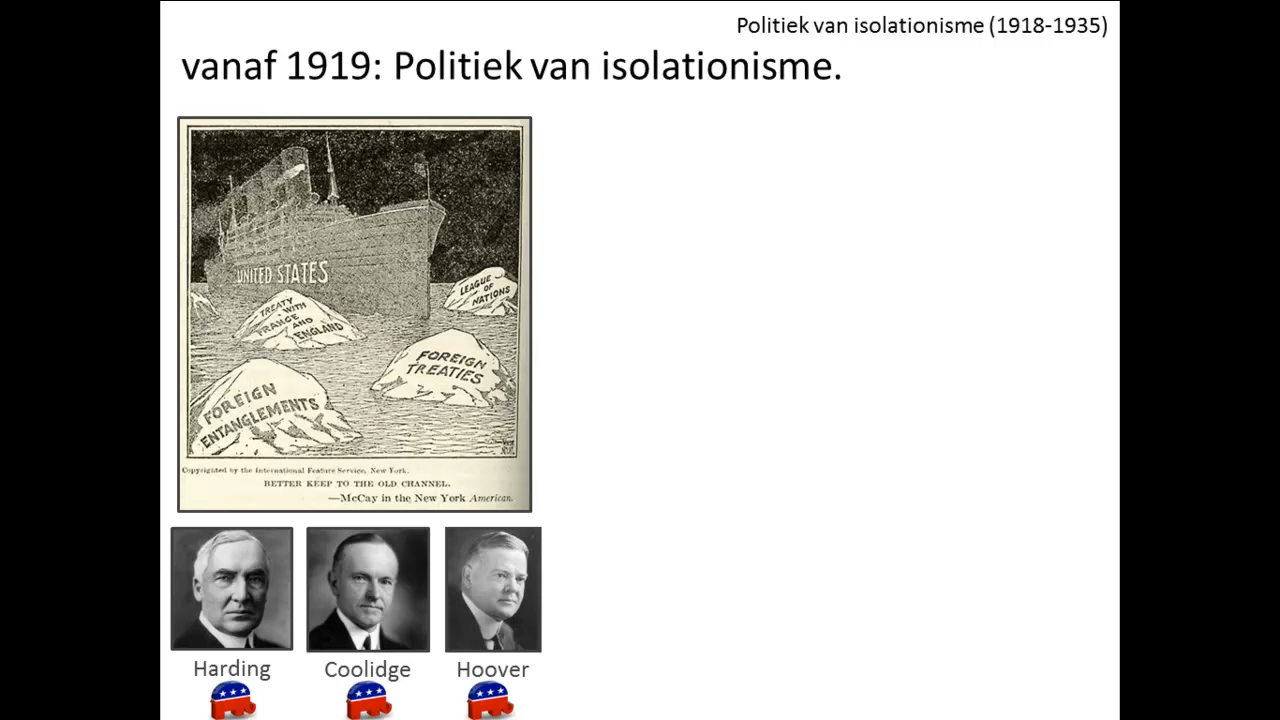 Politiek van isolationisme (1918-1935)
vanaf 1919: Politiek van isolationisme.
UNITED STATES
LEAGUE
OF
NATIONS
TREATY
WITH
FRANCE
AND
ENGLAND
FOREIGN
TREATIES
FOREIGN
ENTANGLEMENTS
Copyrighted by the International Feature Service, New York.
BETTER KEEP TO THE OLD CHANNEL.
—McCay in the New York American.
Harding
Coolidge
Hoover